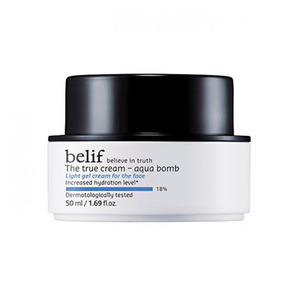 belif believe in truth
The true cream – aqua bomb
Light gel cream for the face
Increased hydration level*
18%
Dermatologically tested
50 ml / 1.69 fl.oz.